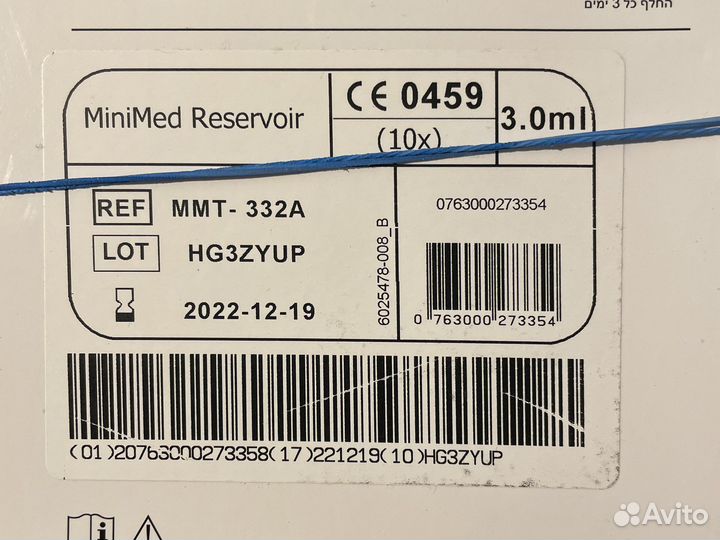 החלף כל 3 ימים
MiniMed Reservoir
CE 0459
(10x)
3.0ml
REF MMT- 332A
LOT HG3ZYUP
2022-12-19
6025478-008_B
0763000273354
0 763000 273354
(01)20763000273358(17)221219(10)HG3ZYUP
Avito